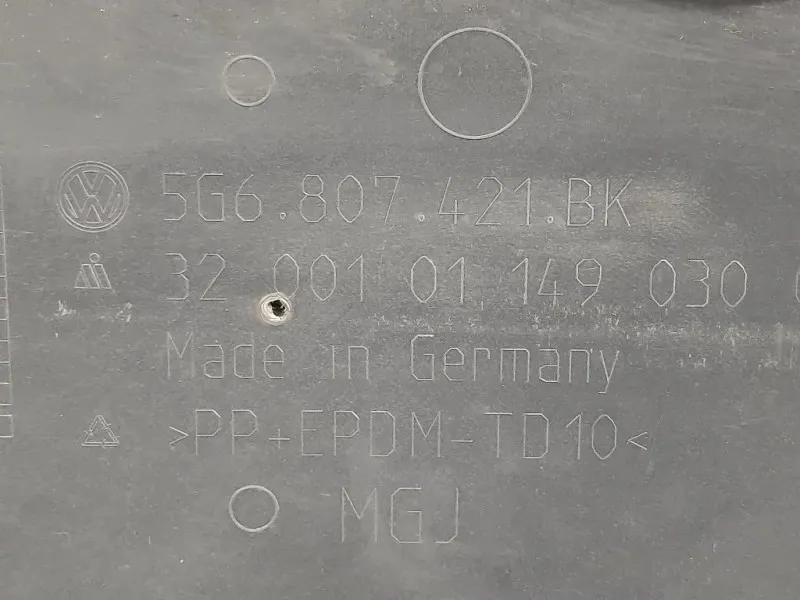 5G6.807.421.BK
32 001 01 149 030
Made in Germany
>PP+EPDM-TD10<
MGJ